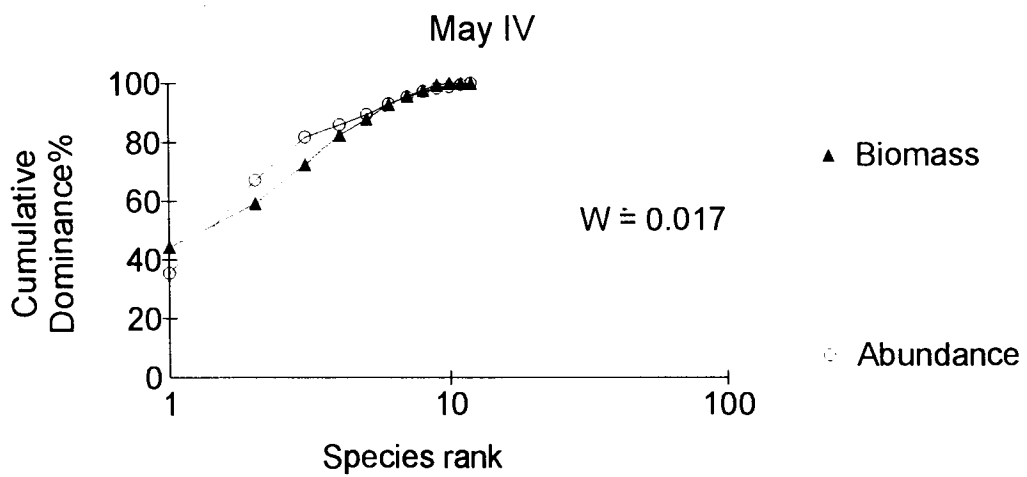 May IV
100
80
60
40
20
0
1
10
100
Cumulative
Dominance%
Species rank
W = 0.017
Biomass
Abundance